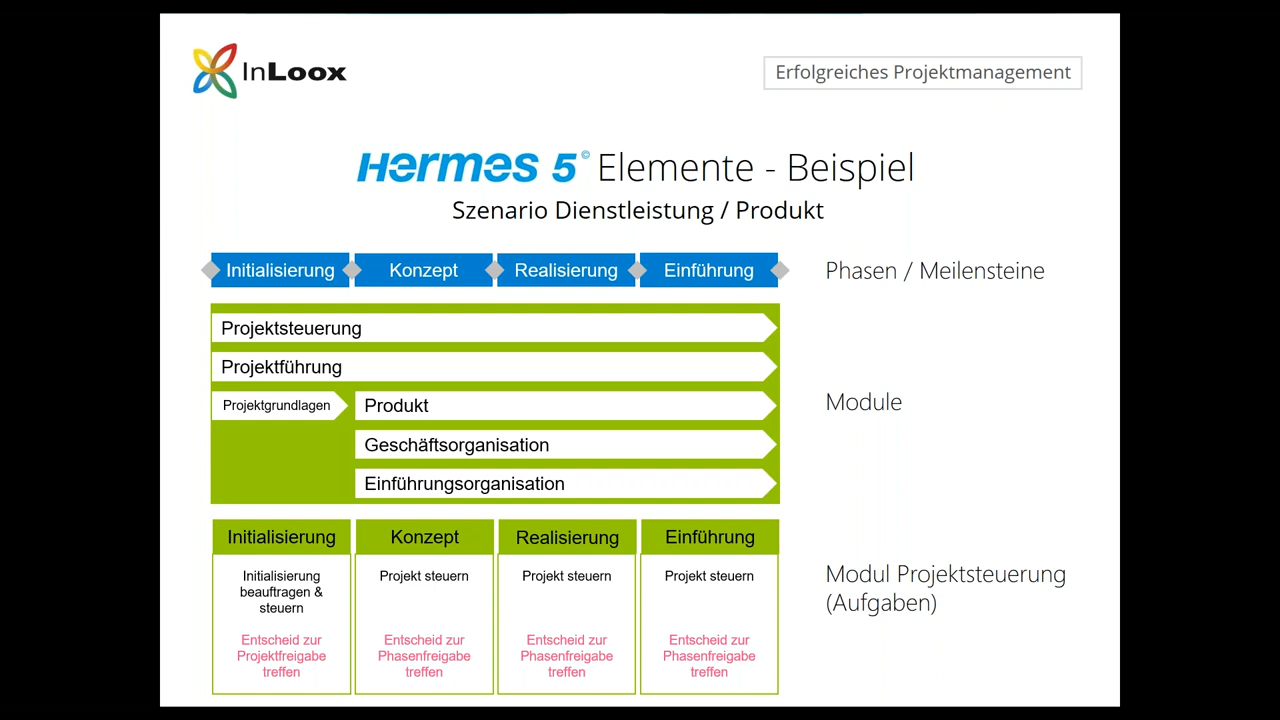 InLoox
Erfolgreiches Projektmanagement
Hermes 5© Elemente - Beispiel
Szenario Dienstleistung / Produkt
Initialisierung Konzept Realisierung Einführung
Phasen / Meilensteine
Projektsteuerung
Projektführung
Projektgrundlagen
Produkt
Geschäftsorganisation
Einführungsorganisation
Module
Initialisierung
Initialisierung
beauftragen &
steuern
Entscheid zur
Projektfreigabe
treffen
Konzept
Projekt steuern
Entscheid zur
Phasenfreigabe
treffen
Realisierung
Projekt steuern
Entscheid zur
Phasenfreigabe
treffen
Einführung
Projekt steuern
Entscheid zur
Phasenfreigabe
treffen
Modul Projektsteuerung
(Aufgaben)